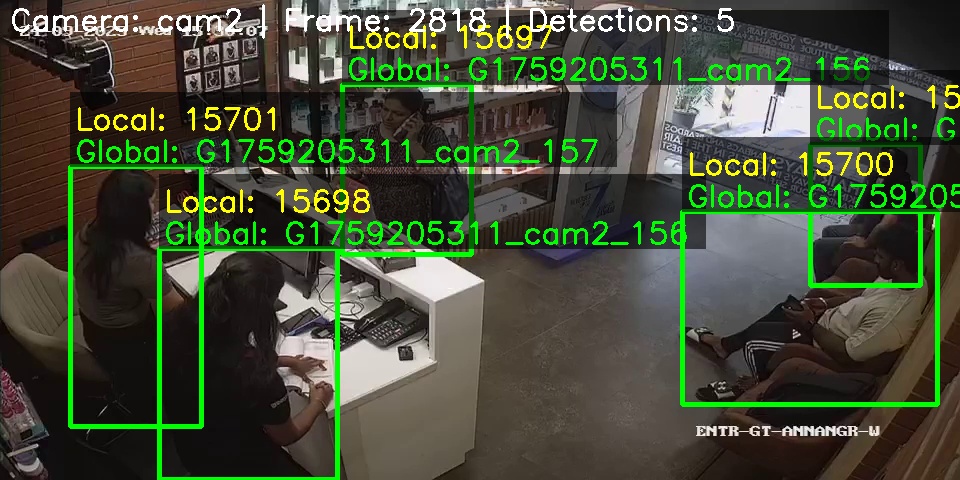 Camera: cam2 | Frame: 2818 | Detections: 5
Local: 15697
Global: G1759205311_cam2_156
Local: 15
Global: G
Local: 15701
Global: G1759205311_cam2_157
Local: 15700
Global: G1759205
Local: 15698
Global: G1759205311_cam2_156
ENTR-GT-ANNANGR-W